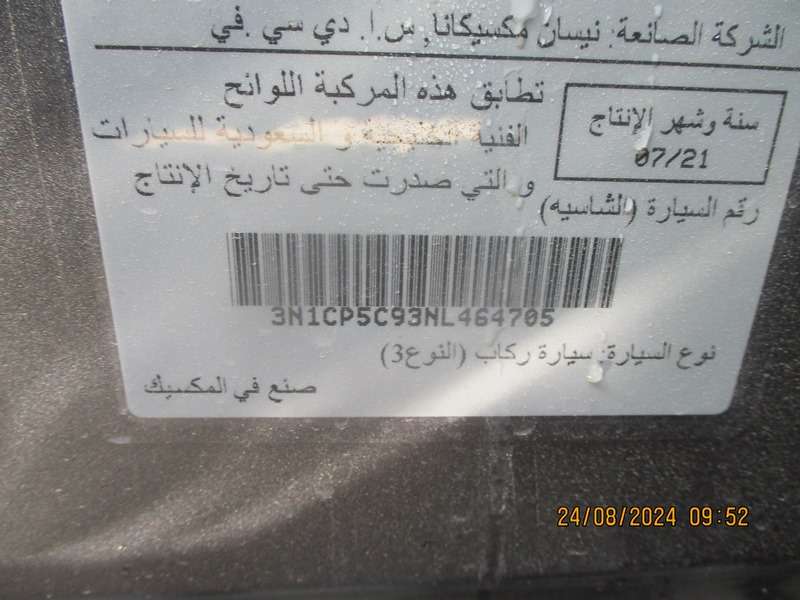 الشركة الصانعة: نيسان مكسيكانا, س.ا. دي سي .في
تطابق هذه المركبة اللوائح
الفنية الخليجية و السعودية للسيارات
و التي صدرت حتى تاريخ الإنتاج
سنة وشهر الإنتاج
07/21
رقم السيارة (الشاسيه)
3N1CP5C93NL464705
نوع السيارة: سيارة ركاب (النوع3)
صنع في المكسيك
24/08/2024 09:52